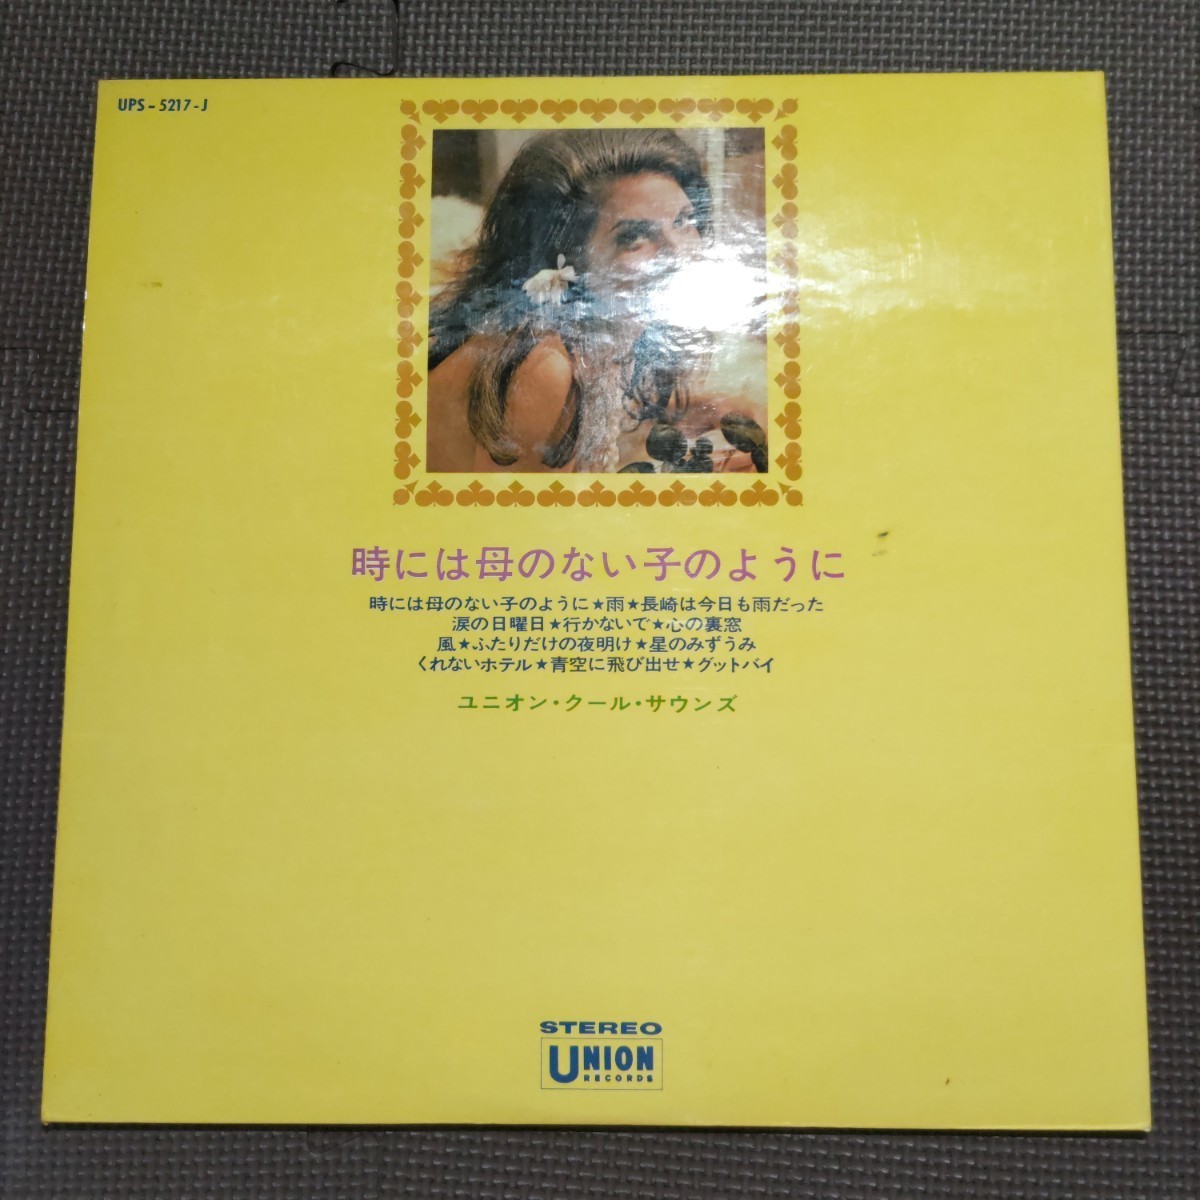 UPS-5217-J
時には母のない子のように
時には母のない子のように★雨★長崎は今日も雨だった
涙の日曜日★行かないで★心の裏窓
風★ふたりだけの夜明け★星のみずうみ
くれないホテル★青空に飛び出せ★グットバイ
ユニオン・クール・サウンズ
STEREO
UNION
RECORDS